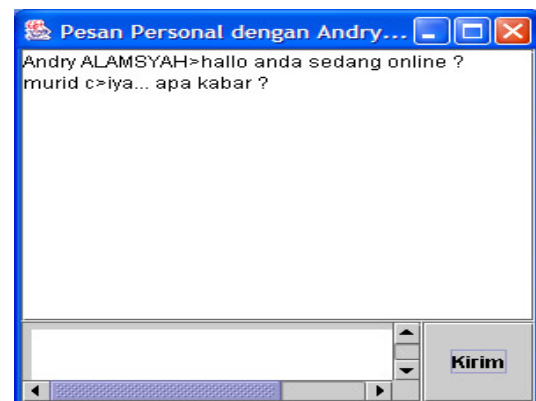 Pesan Personal dengan Andry...
Andry ALAMSYAH>hallo anda sedang online ?
murid c>iya... apa kabar ?
Kirim